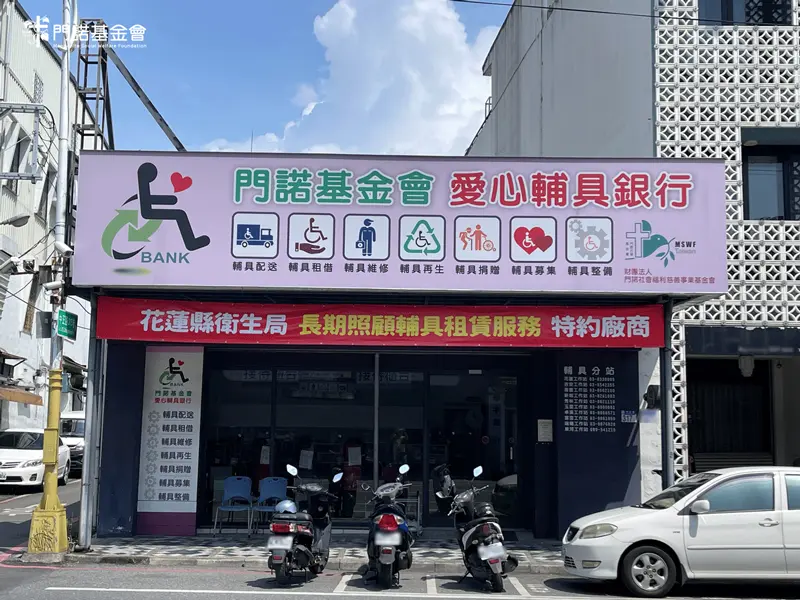 門諾基金會
Social Welfare Foundation
門諾基金會 愛心輔具銀行
BANK
輔具配送 輔具租借 輔具維修 輔具再生 輔具捐贈 輔具募集 輔具整備
MSWF
Taiwan
財團法人
門諾社會福利慈善事業基金會
花蓮縣衛生局 長期照顧輔具租賃服務 特約廠商
BANK
門諾基金會
愛心輔具銀行
輔具配送
輔具租借
輔具維修
輔具再生
輔具捐贈
輔具募集
輔具整備
輔具分站